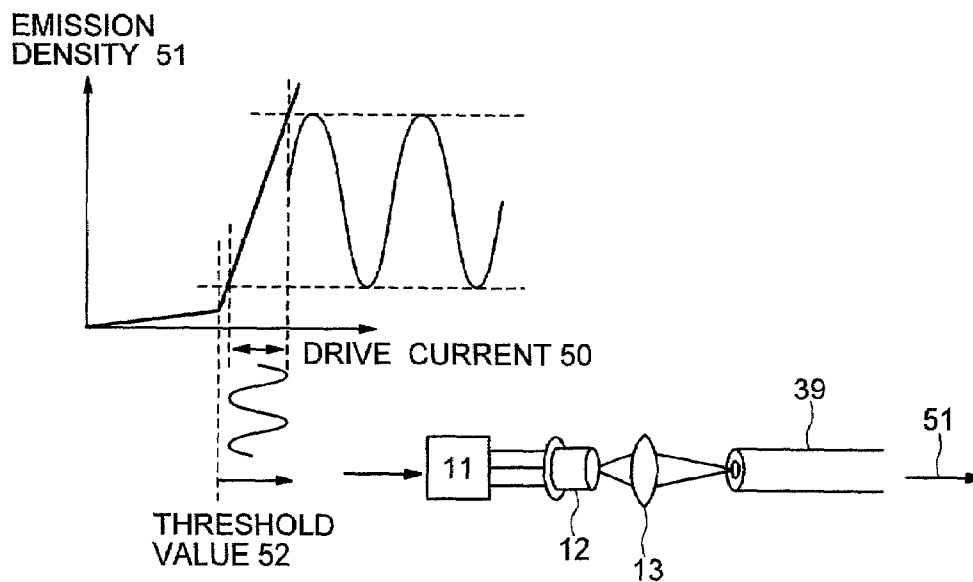 EMISSION
DENSITY 51
DRIVE CURRENT 50
THRESHOLD
VALUE 52
11
12
13
39
51